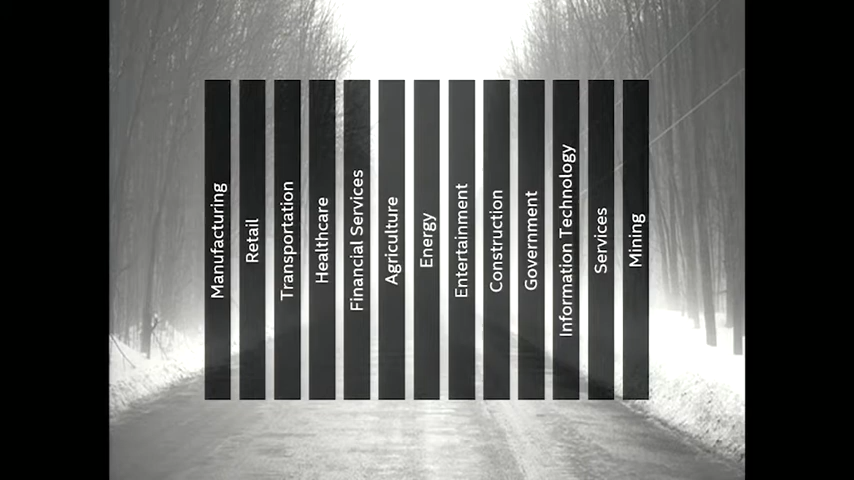 Manufacturing
Retail
Transportation
Healthcare
Financial Services
Agriculture
Energy
Entertainment
Construction
Government
Information Technology
Services
Mining